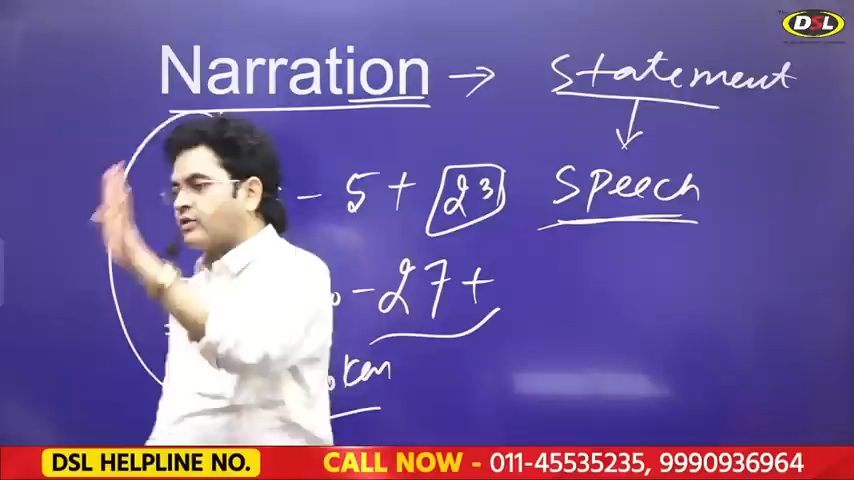 DSL
Narration → Statement
↓
- 5 + 23 Speech
- 27 +
DSL HELPLINE NO. CALL NOW - 011-45535235, 9990936964